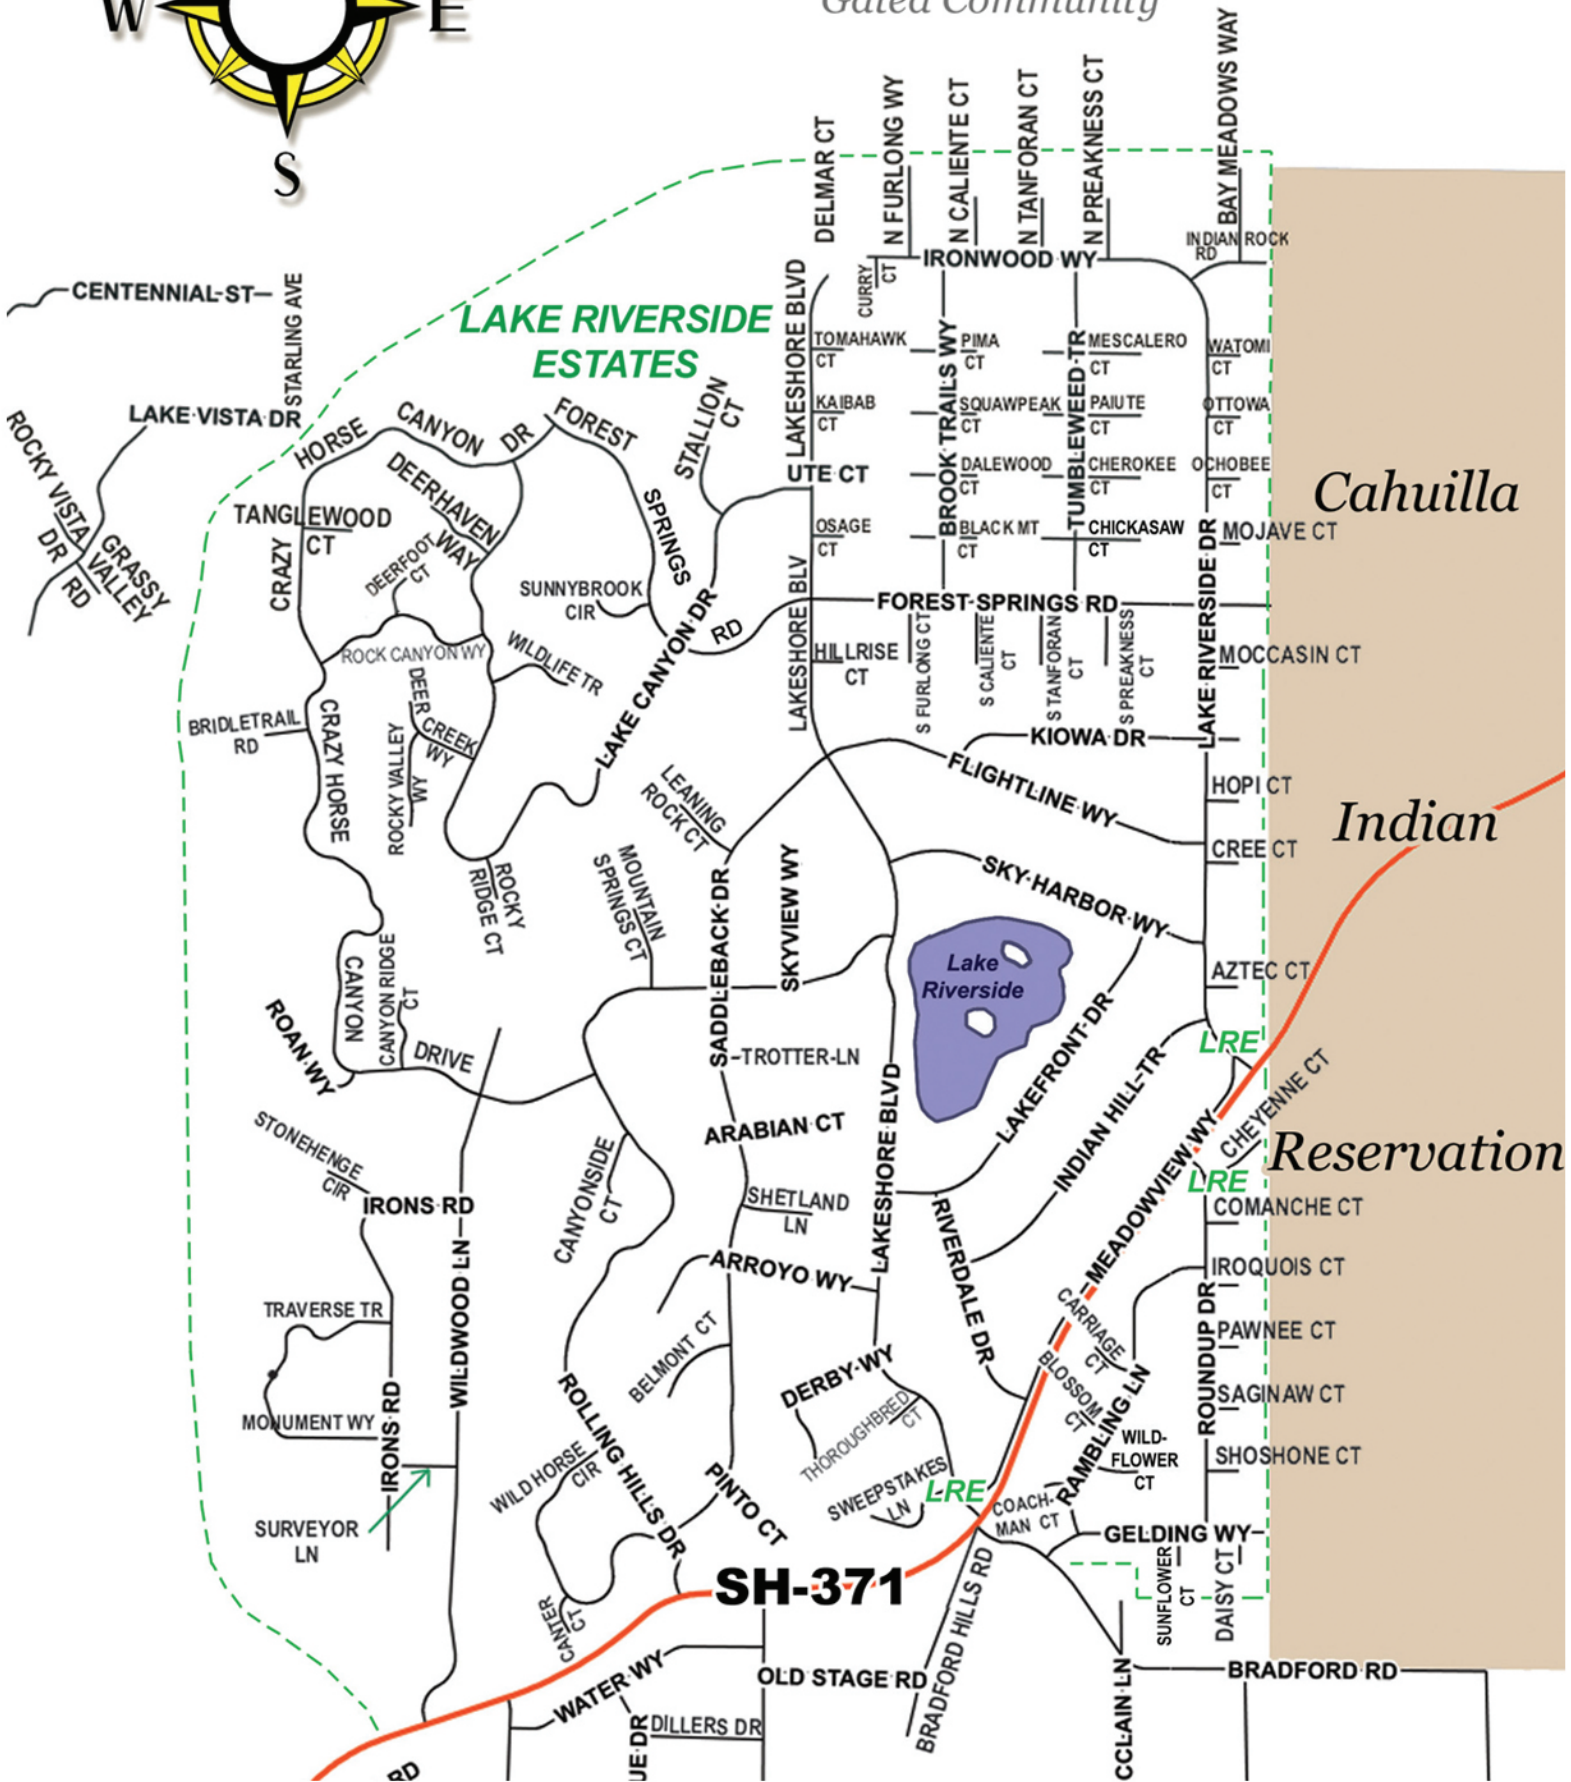 Gated Community
W
E
S
DELMAR CT
N FURLONG WY
N CALIENTE CT
N TANFORAN CT
N PREAKNESS CT
BAY MEADOWS WAY
INDIAN ROCK
RD
IRONWOOD WY
CURRY
CT
CENTENNIAL ST
STARLING AVE
LAKE RIVERSIDE
ESTATES
LAKESHORE BLVD
TOMAHAWK
CT
BROOK TRAILS WY
PIMA
CT
TUMBLEWEED TR
MESCALERO
CT
WATOMI
CT
LAKE VISTA DR
KAIBAB
CT
SQUAWPEAK
CT
PAIUTE
CT
OTTOWA
CT
ROCKY VISTA
DR
GRASSY
VALLEY
RD
HORSE
CANYON
DR
FOREST
STALLION
CT
UTE CT
DALEWOOD
CT
CHEROKEE
CT
OCHOBEE
CT
Cahuilla
DEERHAVEN
WAY
TANGLEWOOD
CT
CRAZY
DEERFOOT
CT
SPRINGS
OSAGE
CT
BLACK MT
CT
CHICKASAW
CT
LAKE RIVERSIDE DR
MOJAVE CT
SUNNYBROOK
CIR
LAKESHORE BLV
FOREST SPRINGS RD
RD
LAKE CANYON DR
ROCK CANYON WY
WILDLIFE TR
HILLRISE
CT
S FURLONG CT
S CALIENTE
CT
S TANFORAN
CT
S PREAKNESS
CT
LAKE RIVERSIDE DR
MOCCASIN CT
LAKESHORE BLVD
BRIDLETRAIL
RD
CRAZY HORSE
DEER
CREEK
WY
ROCKY VALLEY
WY
KIOWA DR
FLIGHTLINE WY
HOPI CT
Indian
LEANING
ROCK CT
CREE CT
ROCKY
RIDGE CT
MOUNTAIN
SPRINGS CT
SADDLEBACK DR
SKYVIEW WY
SKY HARBOR WY
Lake
Riverside
AZTEC CT
CANYON
CANYON RIDGE
CT
ROAN WY
DRIVE
TROTTER LN
LAKEFRONT DR
LRE
INDIAN HILL TR
CHEYENNE CT
STONEHENGE
CIR
ARABIAN CT
LAKESHORE BLVD
MEADOWVIEW WY
Reservation
LRE
CANYONSIDE
CT
IRONS RD
SHETLAND
LN
RIVERDALE DR
COMANCHE CT
WILDWOOD LN
ARROYO WY
IROQUOIS CT
TRAVERSE TR
CARRIAGE
CT
ROUNDUP DR
PAWNEE CT
BELMONT CT
DERBY WY
BLOSSOM
CT
SAGINAW CT
IRONS RD
MONUMENT WY
ROLLING HILLS DR
THOROUGHBRED
CT
RAMBLING LN
WILD-
FLOWER
CT
SHOSHONE CT
WILD HORSE
CIR
PINTO CT
SWEEPSTAKES
LN
LRE
COACH-
MAN CT
SURVEYOR
LN
GELDING WY
SH-371
SUNFLOWER
CT
DAISY CT
CANTER
CT
BRADFORD HILLS RD
WATER WY
OLD STAGE RD
BRADFORD RD
DILLERS DR
UE DR
CCLAIN LN
RD